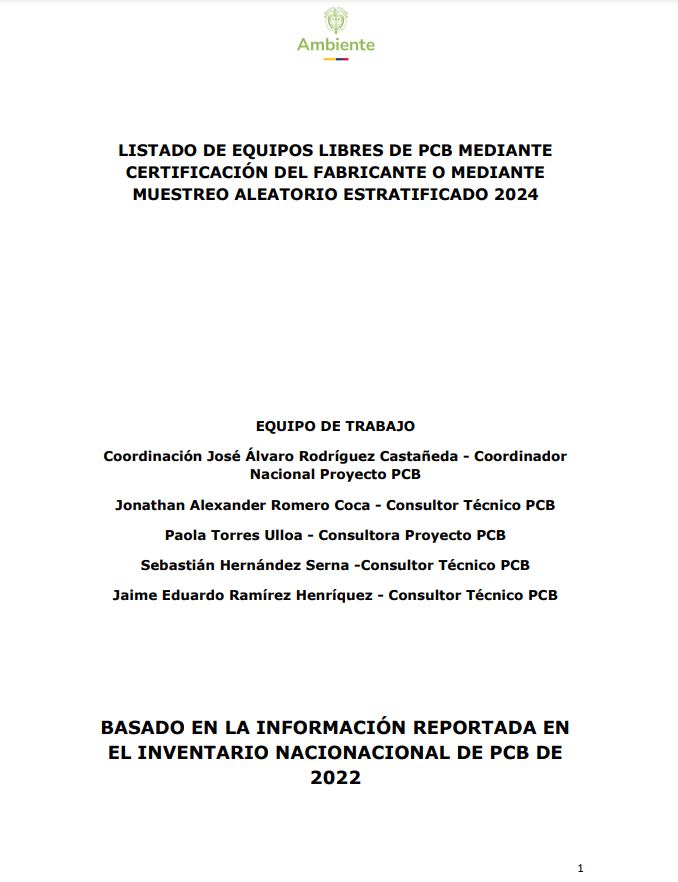 Ambiente
LISTADO DE EQUIPOS LIBRES DE PCB MEDIANTE
CERTIFICACIÓN DEL FABRICANTE O MEDIANTE
MUESTREO ALEATORIO ESTRATIFICADO 2024
EQUIPO DE TRABAJO
Coordinación José Álvaro Rodríguez Castañeda - Coordinador
Nacional Proyecto PCB
Jonathan Alexander Romero Coca - Consultor Técnico PCB
Paola Torres Ulloa - Consultora Proyecto PCB
Sebastián Hernández Serna -Consultor Técnico PCB
Jaime Eduardo Ramírez Henríquez - Consultor Técnico PCB
BASADO EN LA INFORMACIÓN REPORTADA EN
EL INVENTARIO NACIONACIONAL DE PCB DE
2022
1